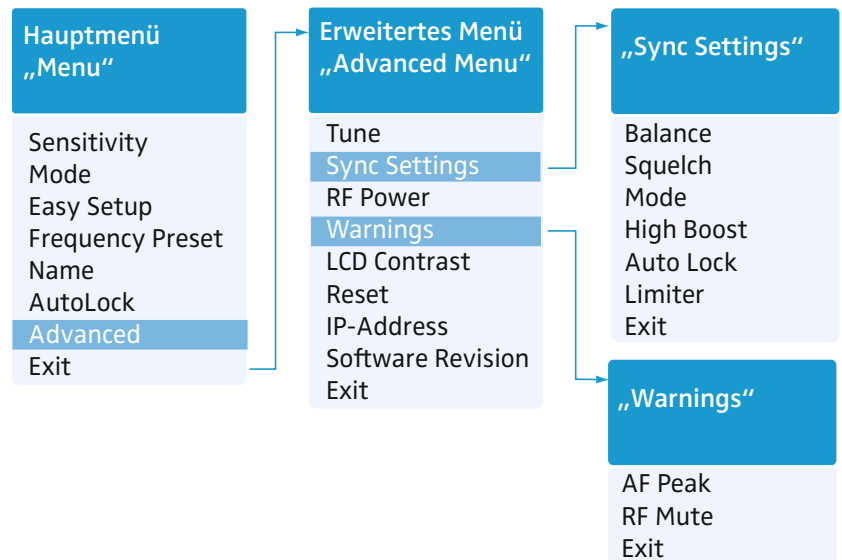 Hauptmenü
„Menu“
Sensitivity
Mode
Easy Setup
Frequency Preset
Name
AutoLock
Advanced
Exit
Erweitertes Menü
„Advanced Menu“
Tune
Sync Settings
RF Power
Warnings
LCD Contrast
Reset
IP-Address
Software Revision
Exit
„Sync Settings“
Balance
Squelch
Mode
High Boost
Auto Lock
Limiter
Exit
„Warnings“
AF Peak
RF Mute
Exit